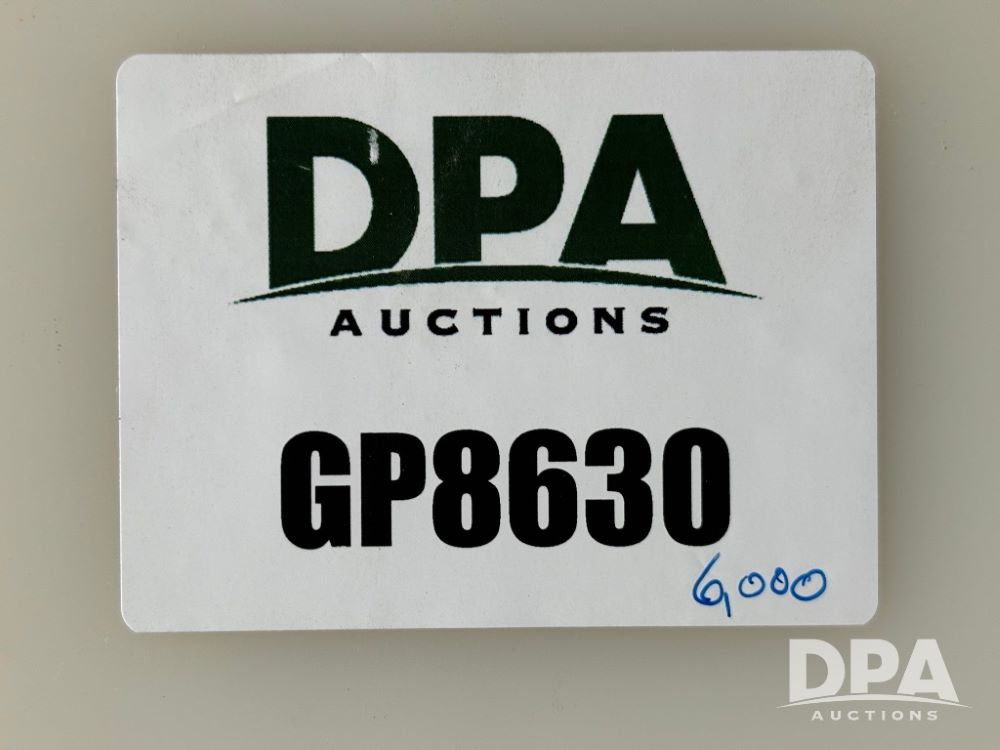 DPA
AUCTIONS
GP8630
6,000
DPA
AUCTIONS